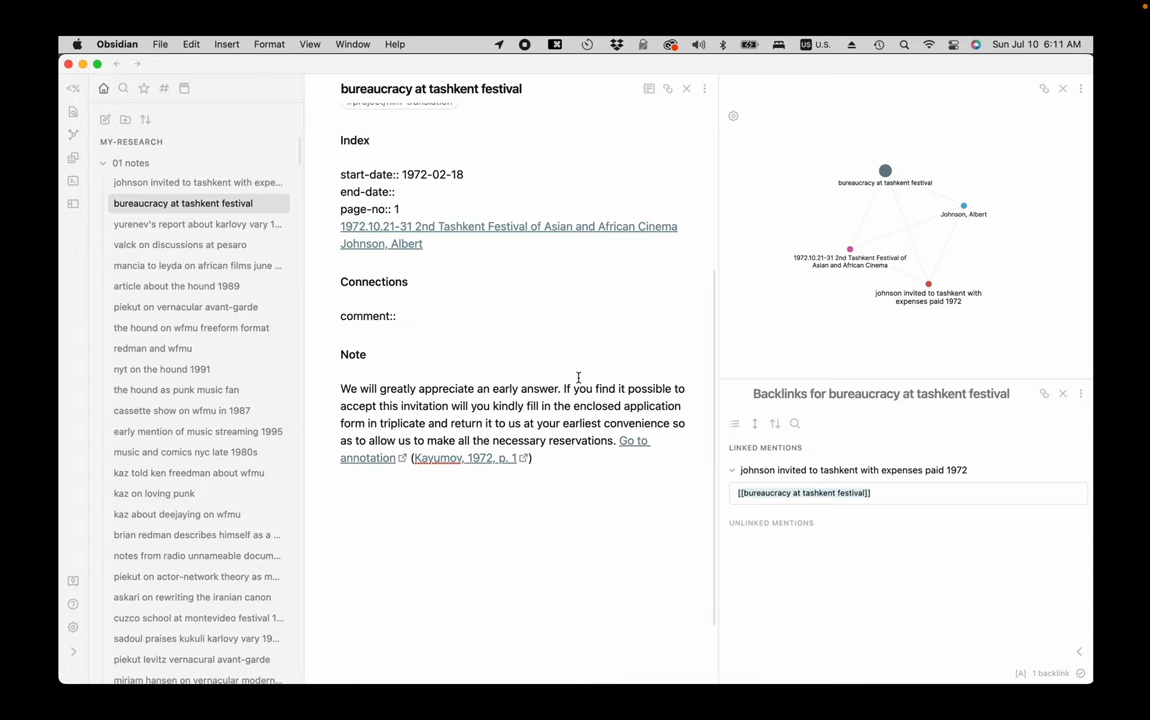 Obsidian File Edit Insert Format View Window Help U.S. Sun Jul 10 6:11 AM
bureaucracy at tashkent festival
Index
start-date:: 1972-02-18
end-date::
page-no:: 1
1972.10.21-31 2nd Tashkent Festival of Asian and African Cinema
Johnson, Albert
Connections
comment::
Note
We will greatly appreciate an early answer. If you find it possible to
accept this invitation will you kindly fill in the enclosed application
form in triplicate and return it to us at your earliest convenience so
as to allow us to make all the necessary reservations. Go to
annotation (Kayumov, 1972, p. 1)
MY-RESEARCH
01 notes
johnson invited to tashkent with expe...
bureaucracy at tashkent festival
yurenev's report about karlovy vary 1...
valck on discussions at pesaro
mancia to leyda on african films june ...
article about the hound 1989
piekut on vernacular avant-garde
the hound on wfmu freeform format
redman and wfmu
nyt on the hound 1991
the hound as punk music fan
cassette show on wfmu in 1987
early mention of music streaming 1995
music and comics nyc late 1980s
kaz told ken freedman about wfmu
kaz on loving punk
kaz about deejaying on wfmu
brian redman describes himself as a ...
notes from radio unnameable docum...
piekut on actor-network theory as m...
askari on rewriting the iranian canon
cuzco school at montevideo festival 1...
sadoul praises kukuli karlovy vary 19...
piekut levitz vernacural avant-garde
miriam hansen on vernacular modern...
bureaucracy at tashkent festival
Johnson, Albert
1972.10.21-31 2nd Tashkent Festival of
Asian and African Cinema
johnson invited to tashkent with
expenses paid 1972
Backlinks for bureaucracy at tashkent festival
LINKED MENTIONS
johnson invited to tashkent with expenses paid 1972
[[bureaucracy at tashkent festival]]
UNLINKED MENTIONS
[A] 1 backlink